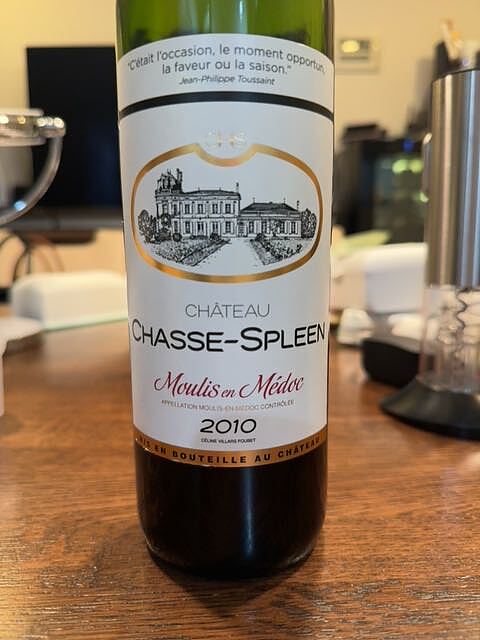 "C'était l'occasion, le moment opportun,
la faveur ou la saison."
Jean-Philippe Toussaint
CHS
CHÂTEAU
CHASSE-SPLEEN
Moulis en Médoc
APPELLATION MOULIS-EN-MÉDOC CONTRÔLÉE
2010
CÉLINE VILLARS FOUBET
MIS EN BOUTEILLE AU CHÂTEAU